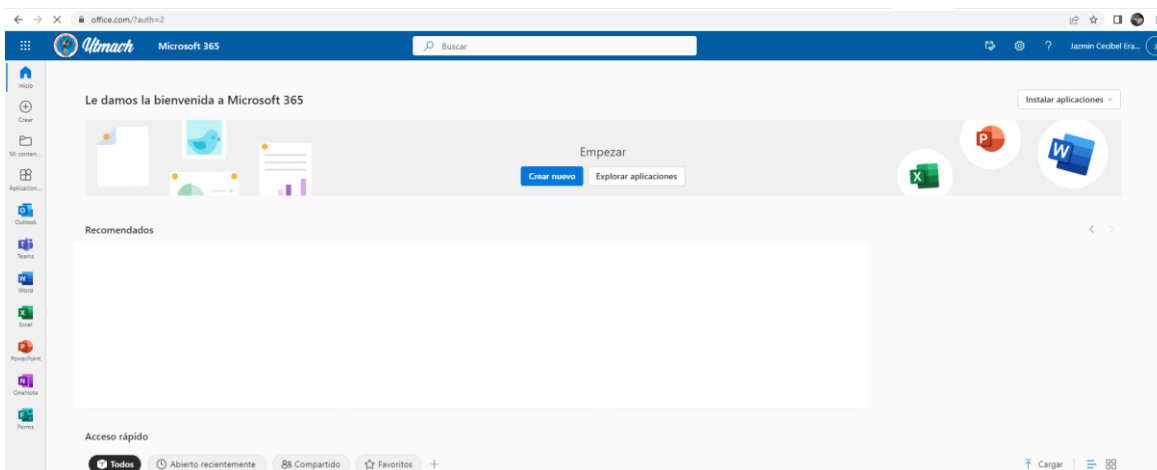 office.com/?auth=2
Utmach Microsoft 365 Buscar Jazmin Cecibel Era...
Inicio
Crear
Mi conten...
Aplicacion...
Outlook
Teams
Word
Excel
PowerPoint
OneNote
Forms
Le damos la bienvenida a Microsoft 365 Instalar aplicaciones
Empezar
Crear nuevo Explorar aplicaciones
Recomendados
Acceso rápido
Todos Abierto recientemente Compartido Favoritos Cargar